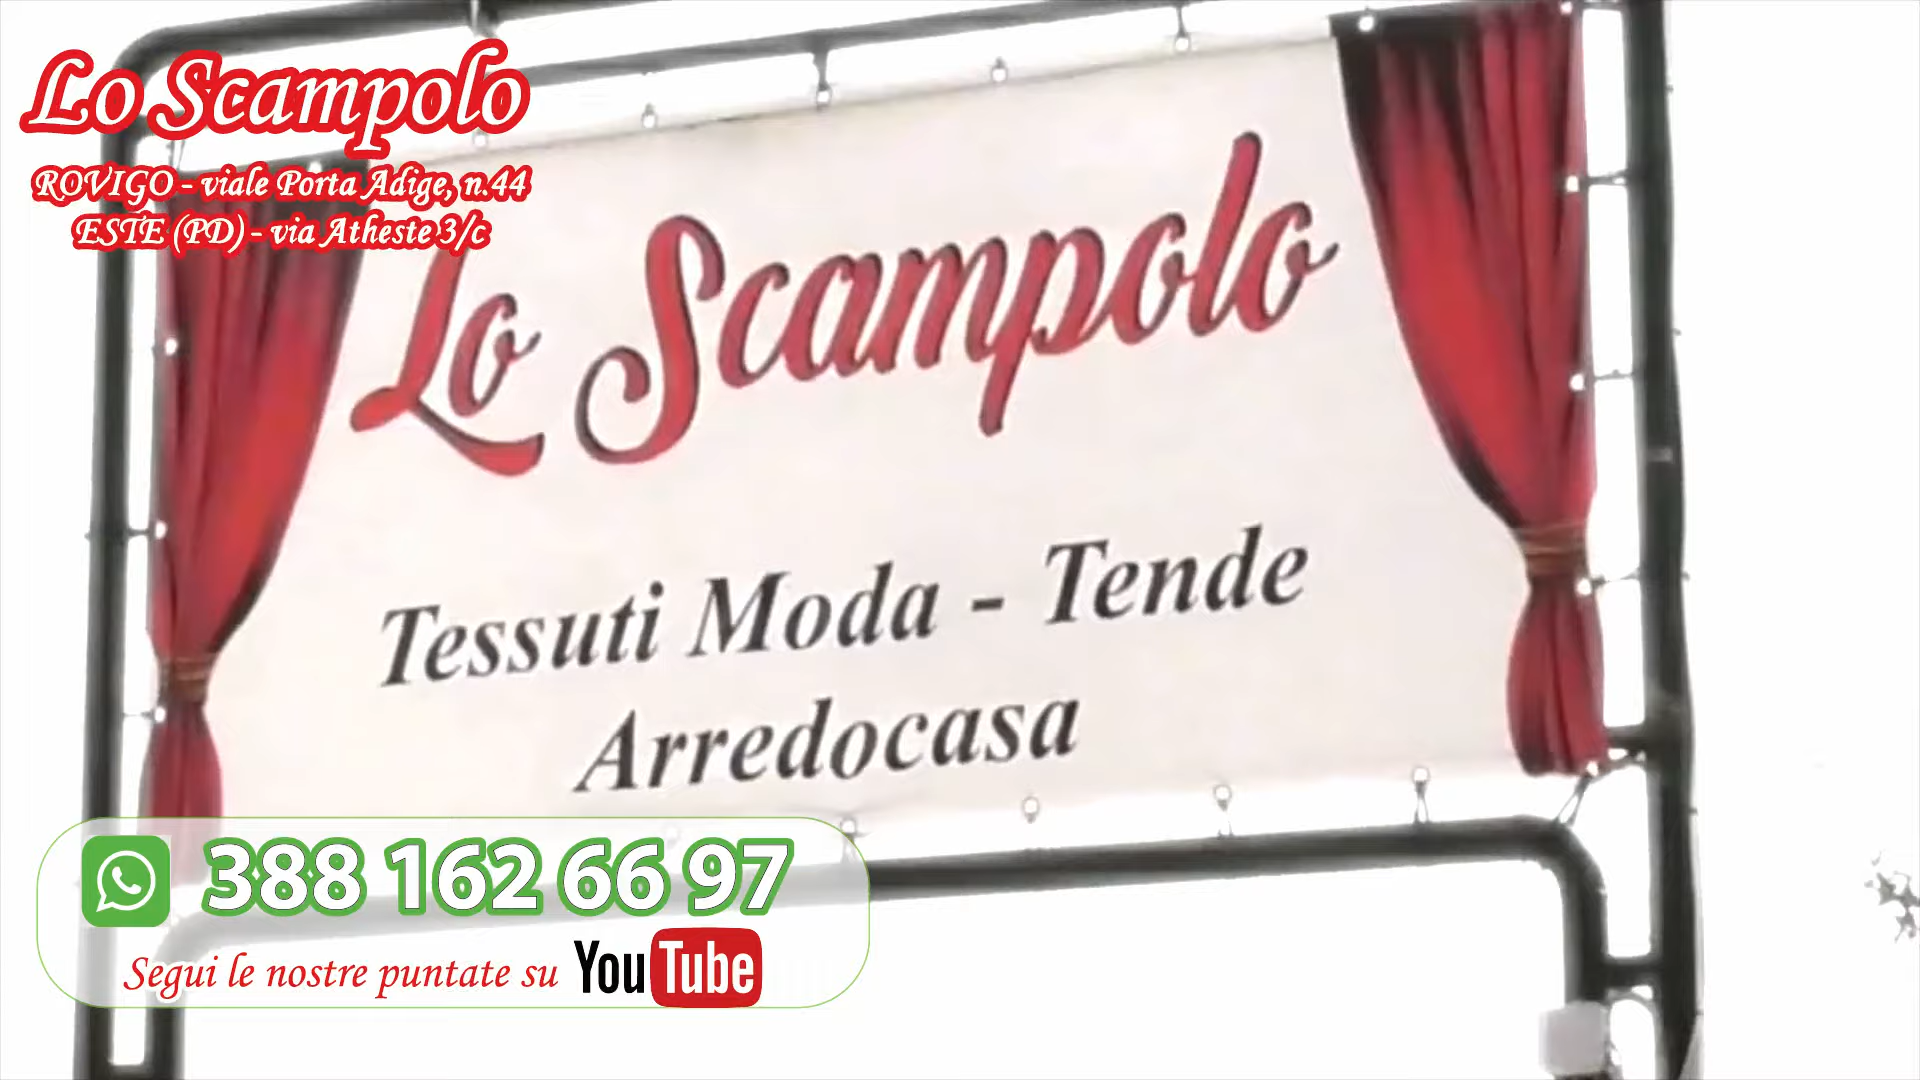 Lo Scampolo
ROVIGO - viale Porta Adige, n.44
ESTE (PD) - via Atheste 3/c
Lo Scampolo
Tessuti Moda - Tende
Arredocasa
388 162 66 97
Segui le nostre puntate su YouTube